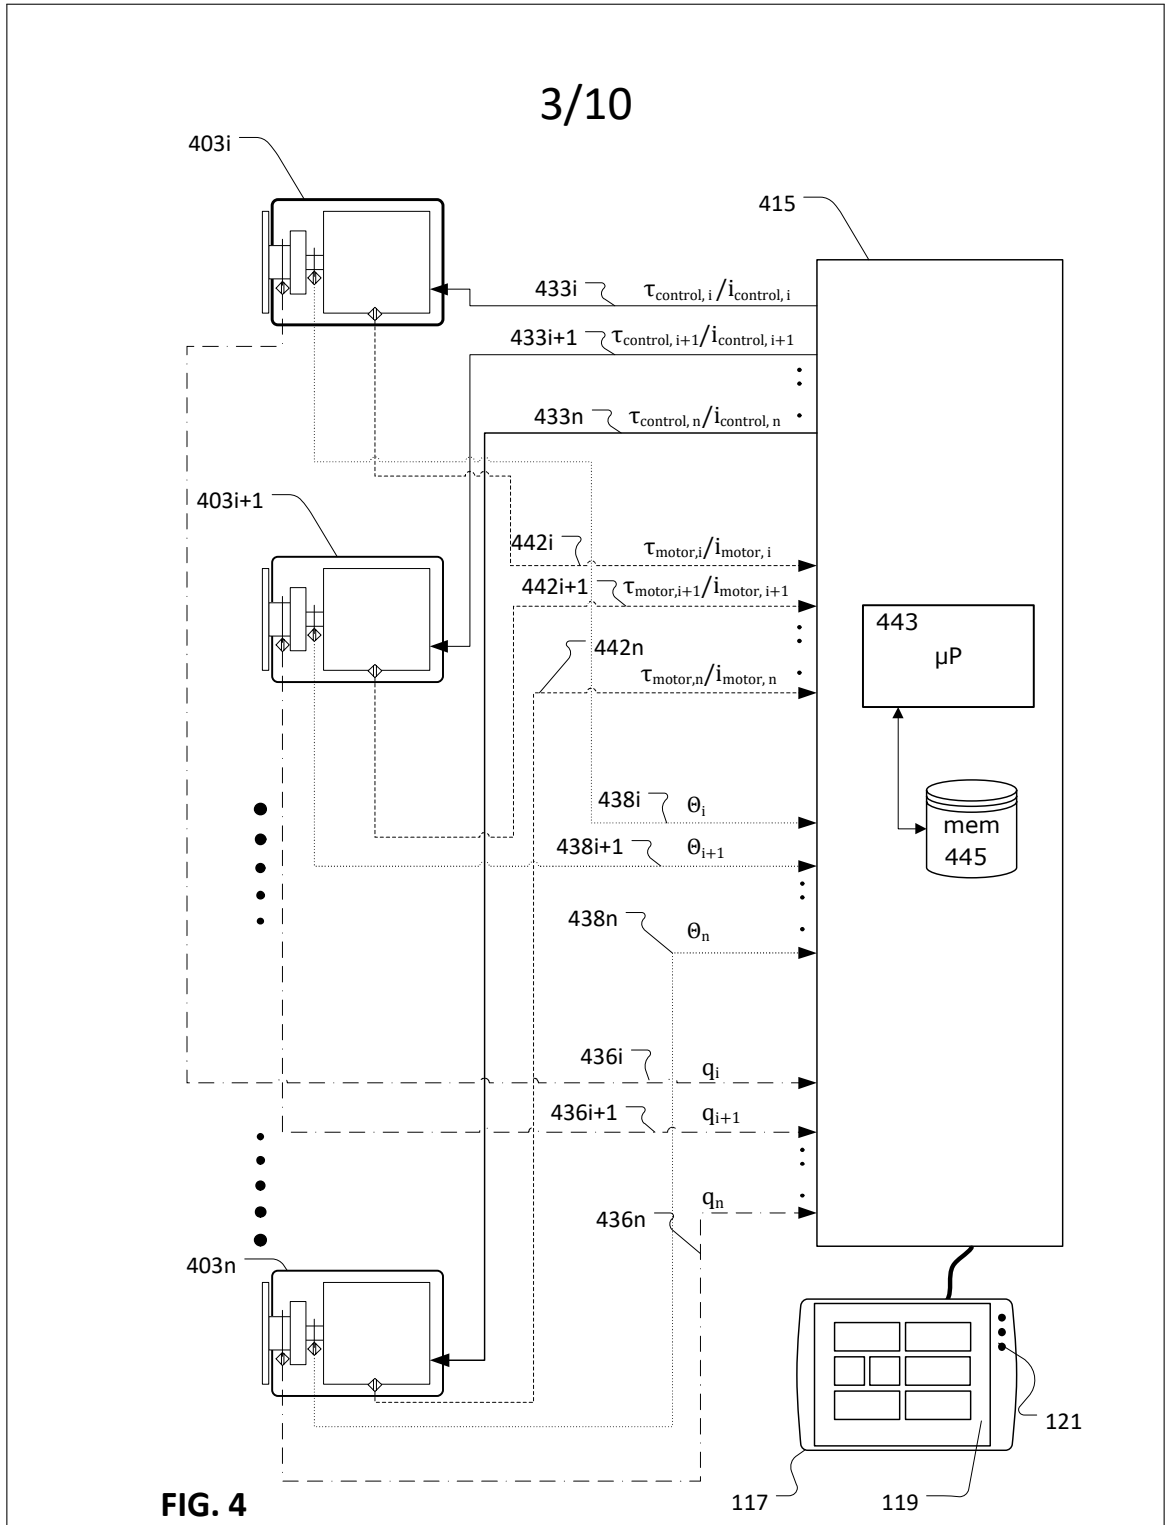 3/10
403i
415
433i τcontrol, i/icontrol, i
433i+1 τcontrol, i+1/icontrol, i+1
433n τcontrol, n/icontrol, n
403i+1
442i τmotor,i/imotor, i
442i+1 τmotor,i+1/imotor, i+1
442n
τmotor,n/imotor, n
443
µP
438i Θi
438i+1 Θi+1
mem
445
438n Θn
436i qi
436i+1 qi+1
qn
436n
403n
121
117 119
FIG. 4